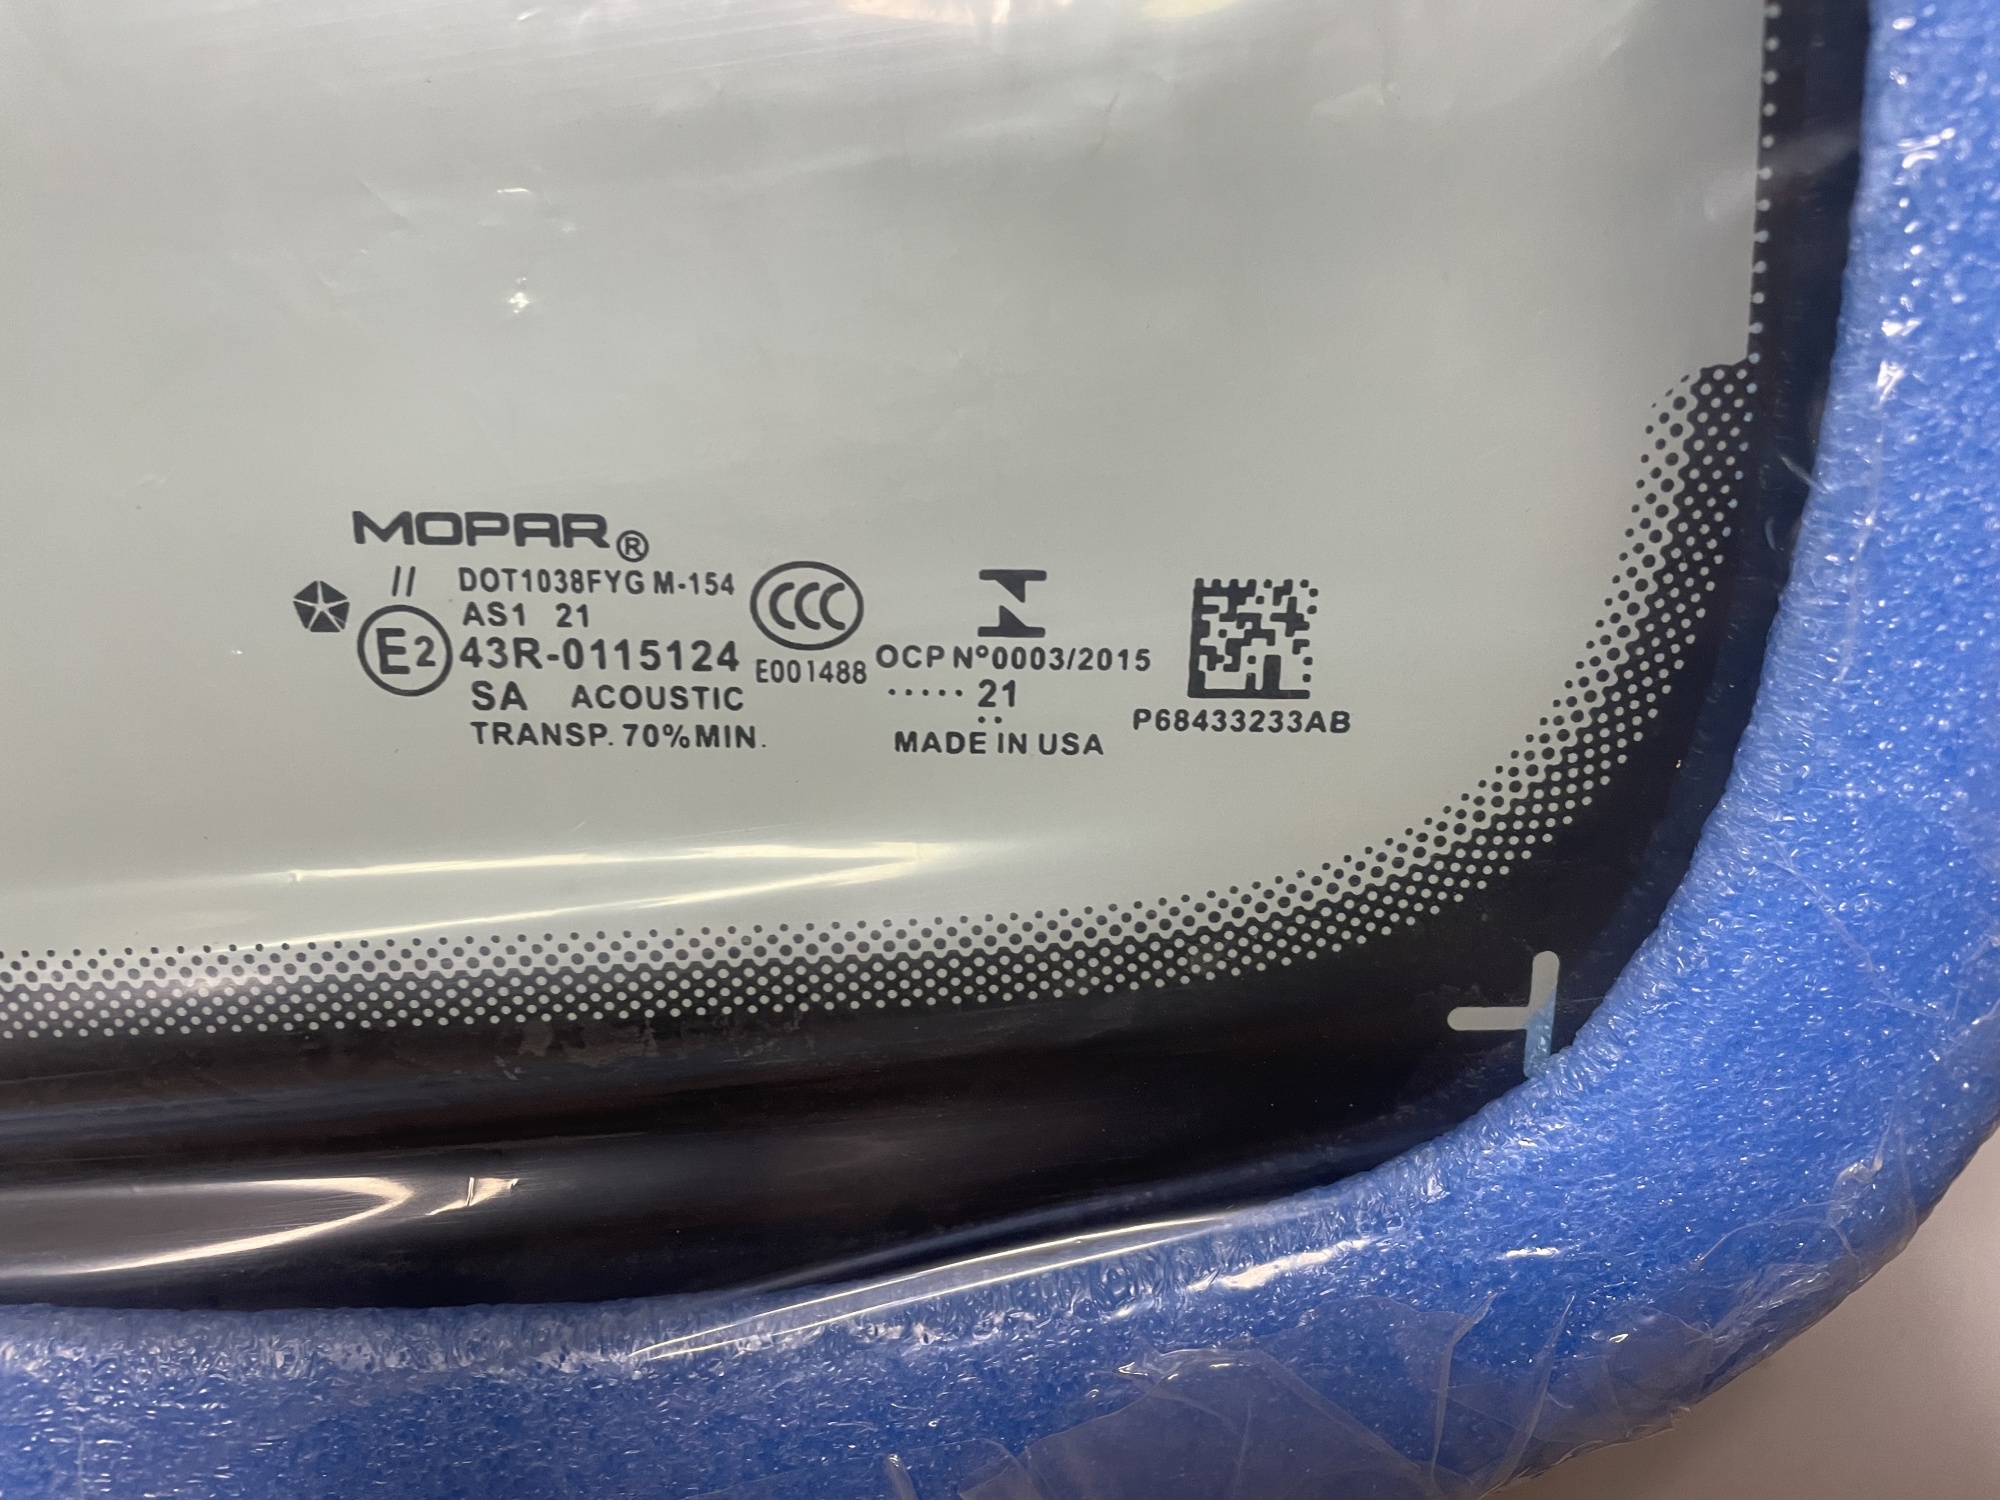 MOPAR®
// DOT1038FYG M-154
AS1 21
E2 43R-0115124
SA ACOUSTIC
TRANSP. 70%MIN.
CCC
E001488
OCP Nº0003/2015
..... 21
..
MADE IN USA
P68433233AB